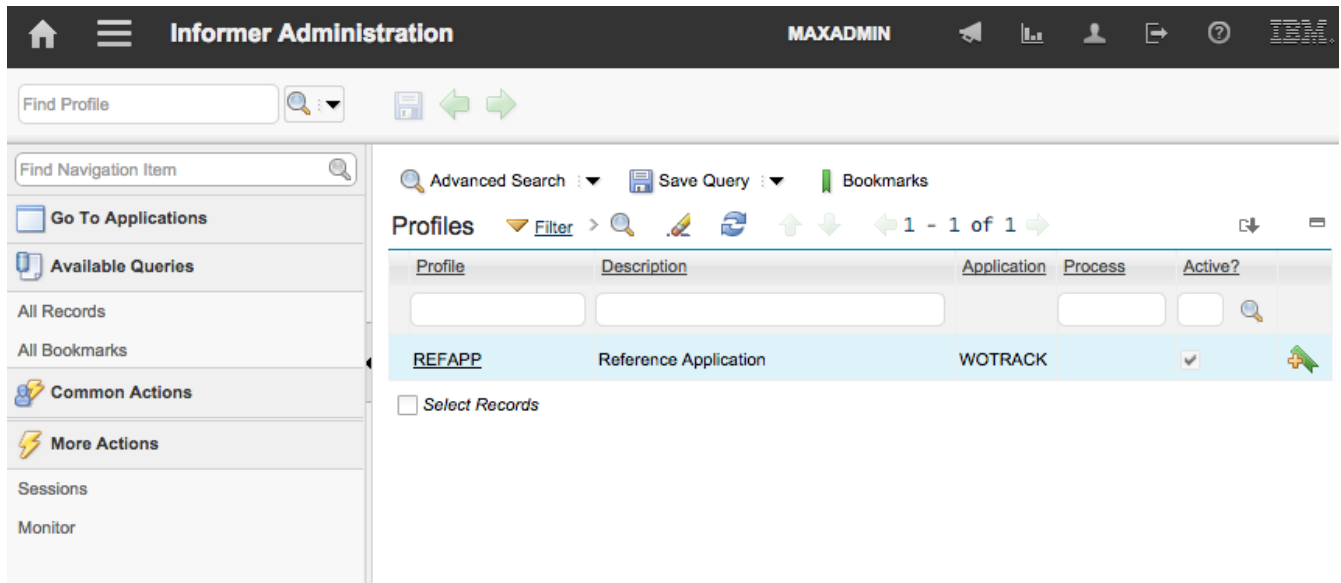 Informer Administration MAXADMIN IBM.
Find Profile
Find Navigation Item
Advanced Search Save Query Bookmarks
Go To Applications
Profiles Filter > 1 - 1 of 1
Available Queries
Profile Description Application Process Active?
All Records
All Bookmarks
REFAPP Reference Application WOTRACK
Common Actions
Select Records
More Actions
Sessions
Monitor